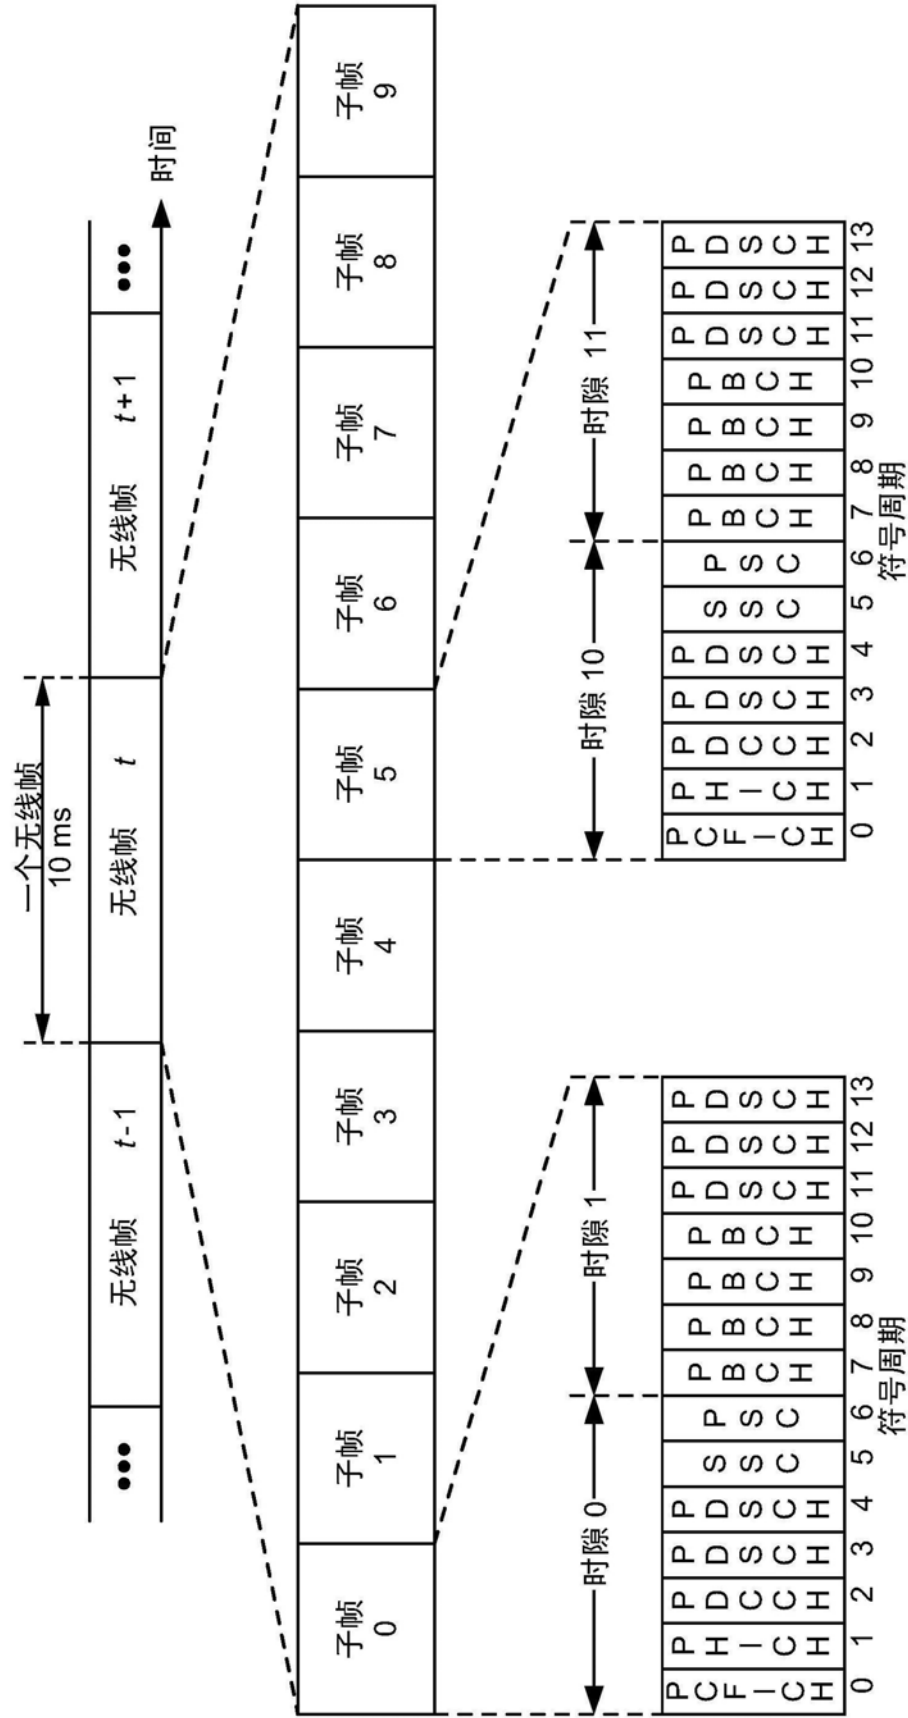 一个无线帧
10 ms
••• 无线帧 t-1 无线帧 t 无线帧 t+1 •••
时间
子帧 0
子帧 1
子帧 2
子帧 3
子帧 4
子帧 5
子帧 6
子帧 7
子帧 8
子帧 9
时隙 0 时隙 1
PCFICH PHICH PDCCH PDSCH PDSCH SSC PSC PBCH PBCH PBCH PBCH PDSCH PDSCH PDSCH
0 1 2 3 4 5 6 7 8 9 10 11 12 13
符号周期
时隙 10 时隙 11
PCFICH PHICH PDCCH PDSCH PDSCH SSC PSC PBCH PBCH PBCH PBCH PDSCH PDSCH PDSCH
0 1 2 3 4 5 6 7 8 9 10 11 12 13
符号周期